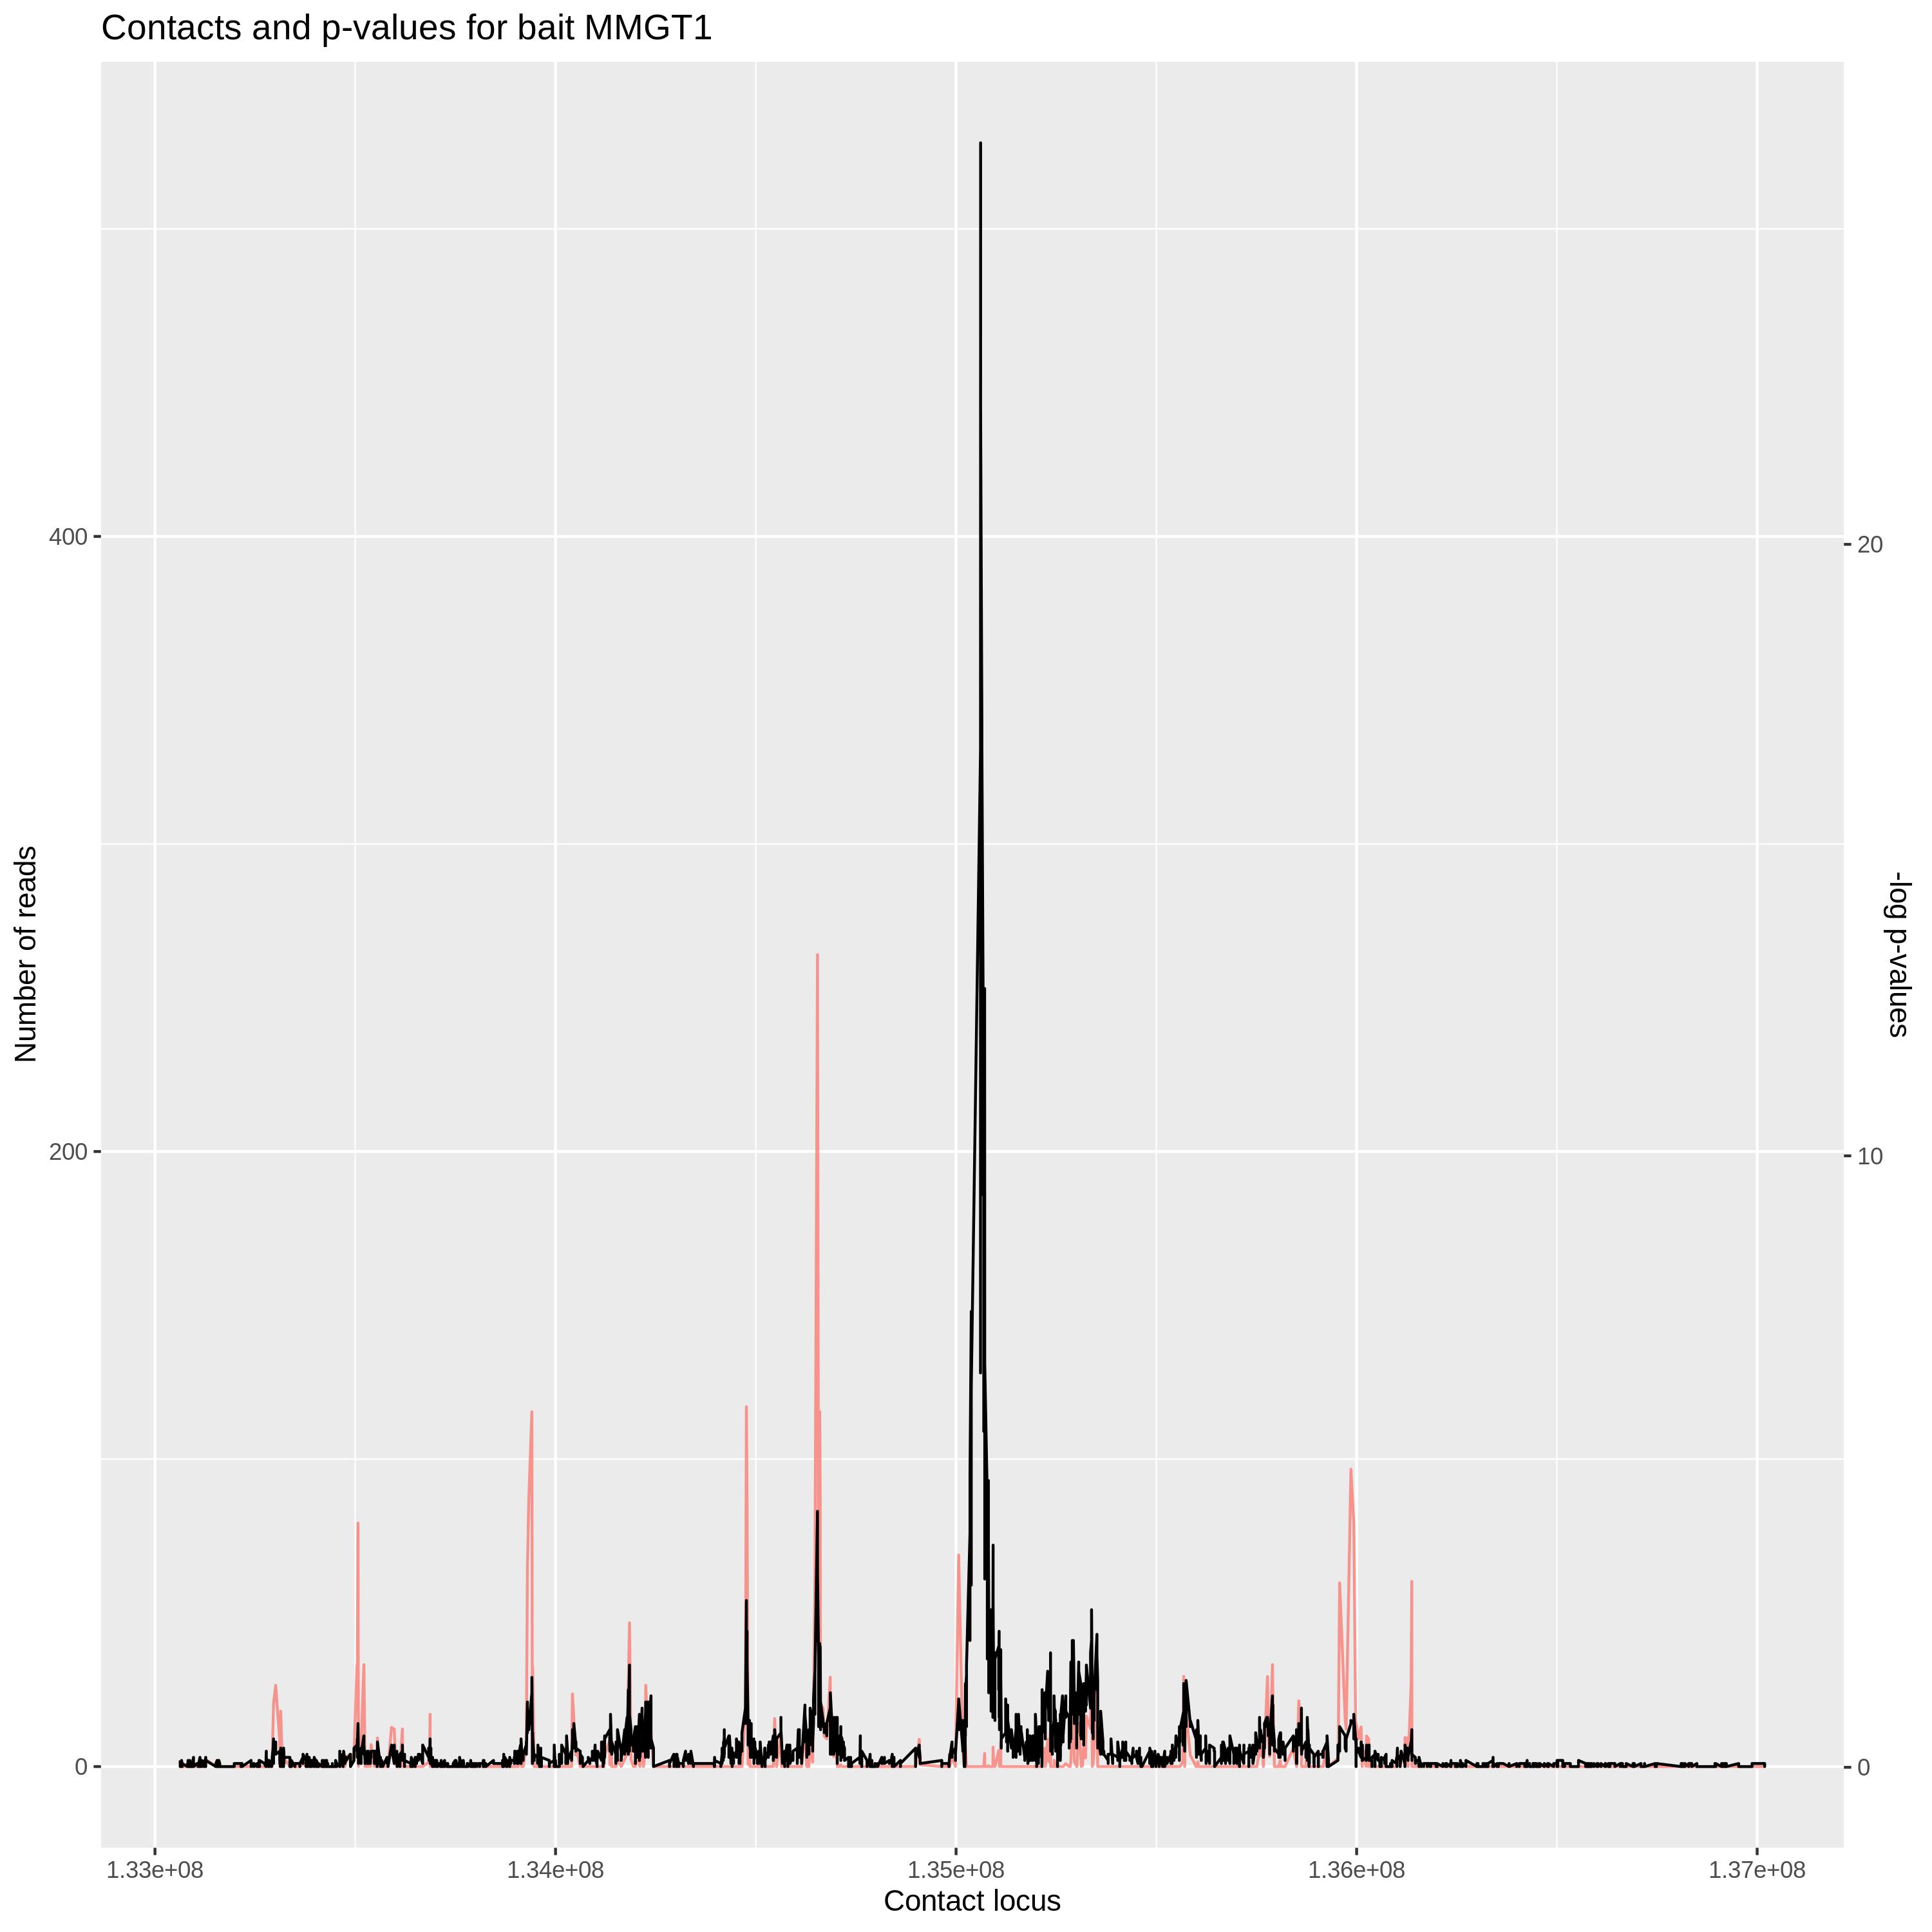 Contacts and p-values for bait MMGT1
Number of reads
400
200
0
20
10
0
-log p-values
1.33e+08
1.34e+08
1.35e+08
1.36e+08
1.37e+08
Contact locus